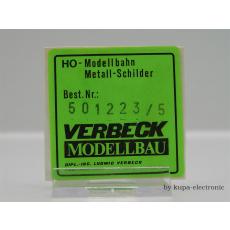 HO-Modellbahn
Metall-Schilder
Best.Nr.:
501223/5
VERBECK
MODELLBAU
DIPL.-ING. LUDWIG VERBECK
by kupa-electronic